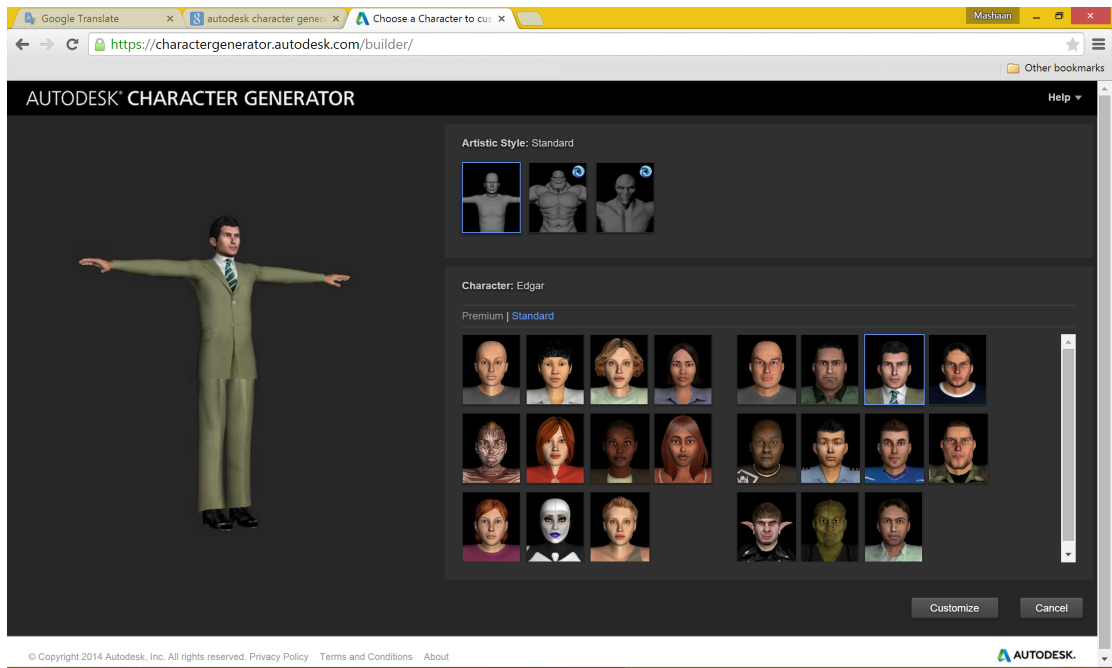 Google Translate
autodesk character gener
Choose a Character to cus
Mashaan
https://charactergenerator.autodesk.com/builder/
Other bookmarks
AUTODESK® CHARACTER GENERATOR
Help
Artistic Style: Standard
Character: Edgar
Premium | Standard
Customize
Cancel
© Copyright 2014 Autodesk, Inc. All rights reserved. Privacy Policy Terms and Conditions About
AUTODESK.